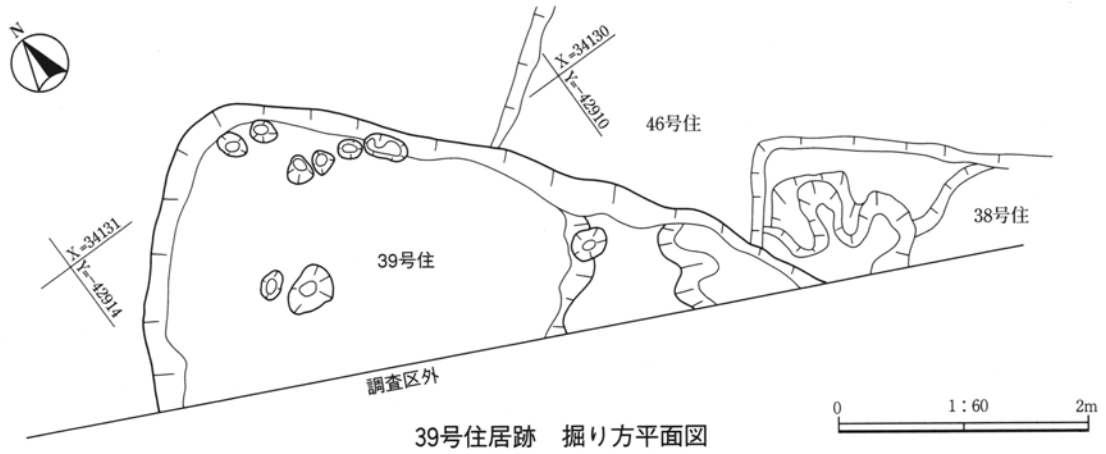 N
X=34130
Y=-42910
46号住
38号住
X=34131
Y=-42914
39号住
調査区外
0 1:60 2m
39号住居跡 掘り方平面図